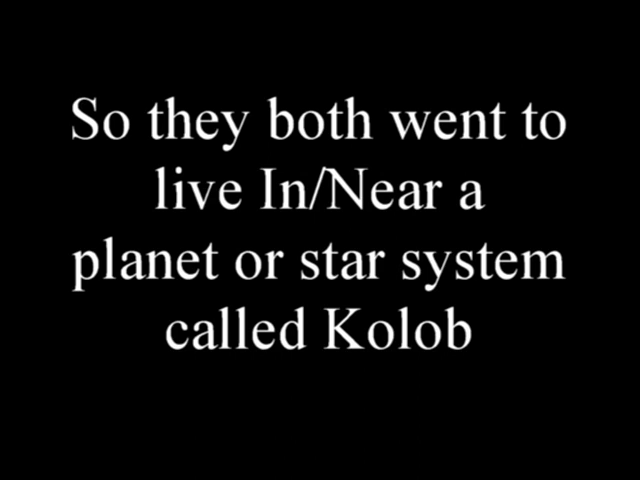 So they both went to
live In/Near a
planet or star system
called Kolob